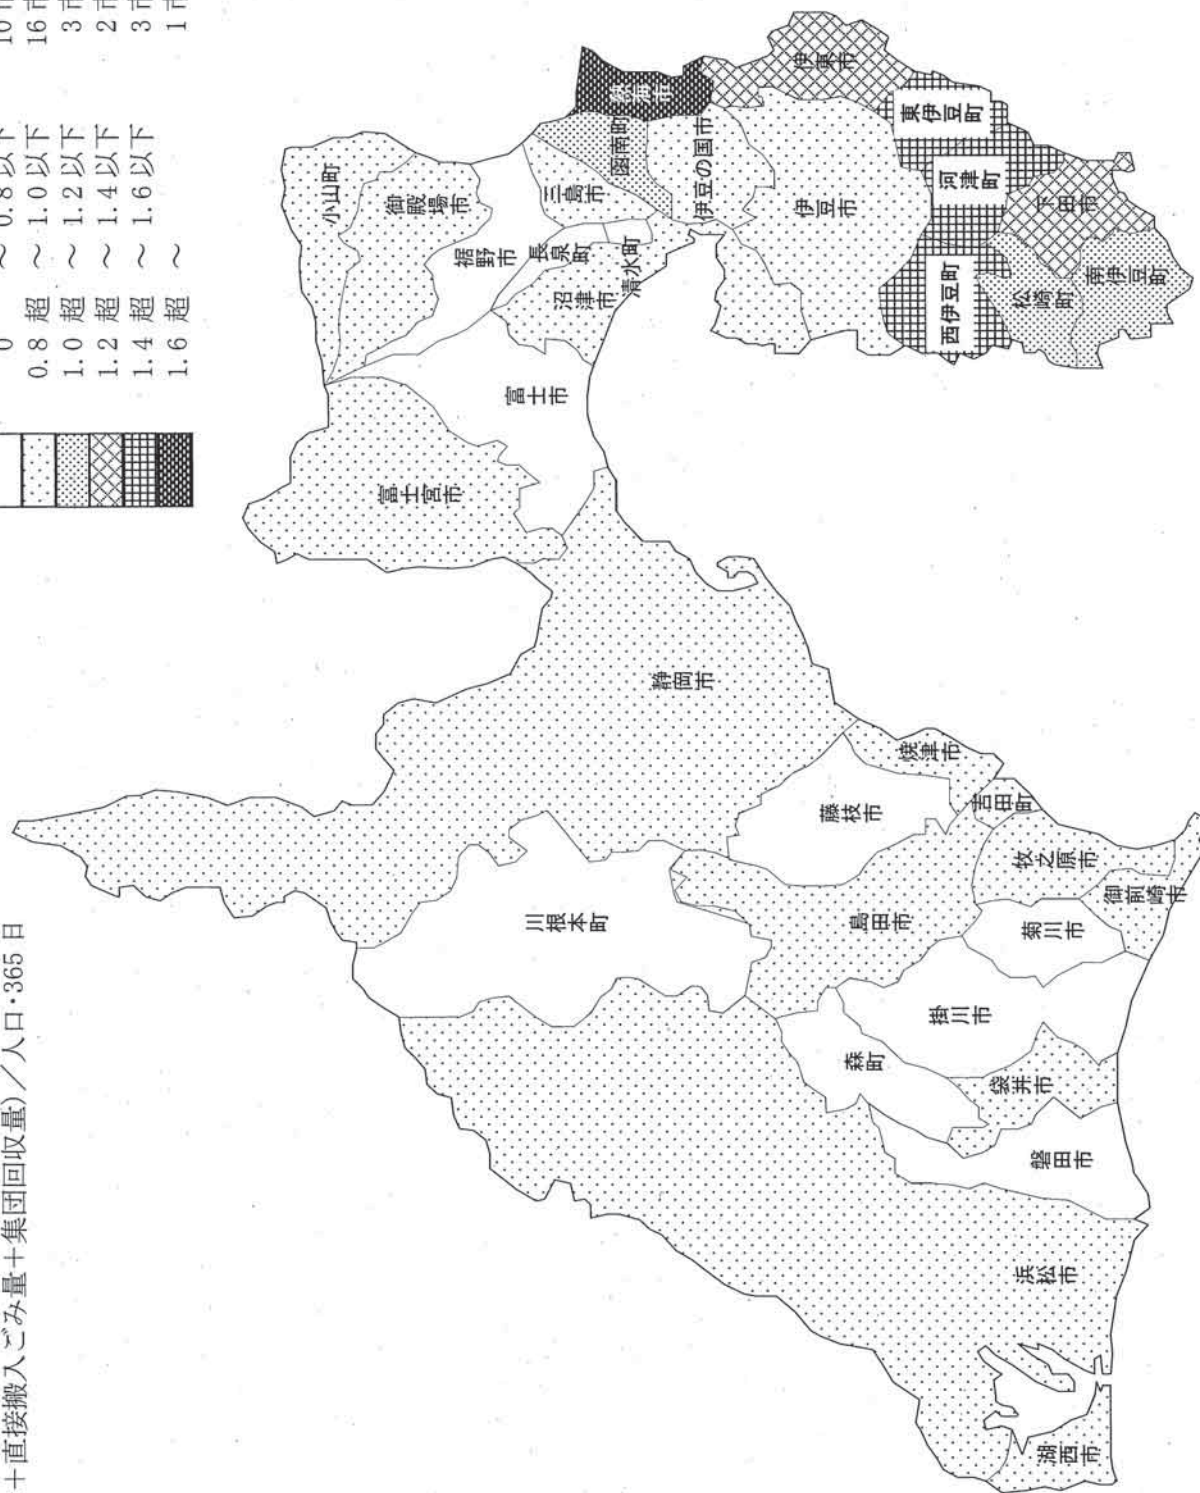 ＋直接搬入ごみ量＋集団回収量）／人口・365 日
0 ～ 0.8 以下 10市
0.8 超 ～ 1.0 以下 16市
1.0 超 ～ 1.2 以下 3市
1.2 超 ～ 1.4 以下 2市
1.4 超 ～ 1.6 以下 3市
1.6 超 ～ 1市
小山町
御殿場市
裾野市
長泉町
三島市
清水町
沼津市
函南町
熱海市
伊豆の国市
伊東市
伊豆市
東伊豆町
河津町
西伊豆町
下田市
松崎町
南伊豆町
富士市
富士宮市
静岡市
焼津市
藤枝市
吉田町
牧之原市
御前崎市
島田市
川根本町
菊川市
掛川市
森町
袋井市
磐田市
浜松市
湖西市